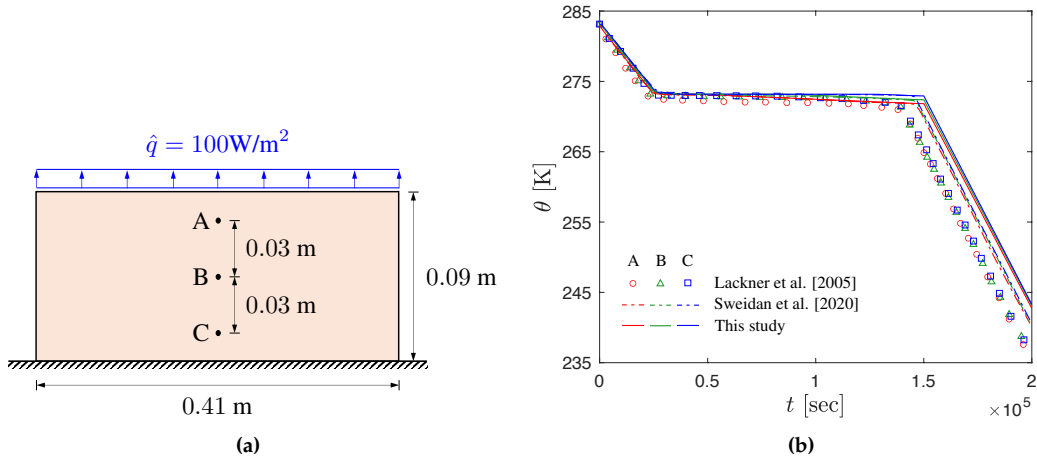 q̂ = 100W/m²
A
0.03 m
B
0.03 m
C
0.09 m
0.41 m
(a)
285
275
265
255
245
235
θ [K]
A B C
Lackner et al. [2005]
Sweidan et al. [2020]
This study
0 0.5 1 1.5 2
t [sec]
×10⁵
(b)